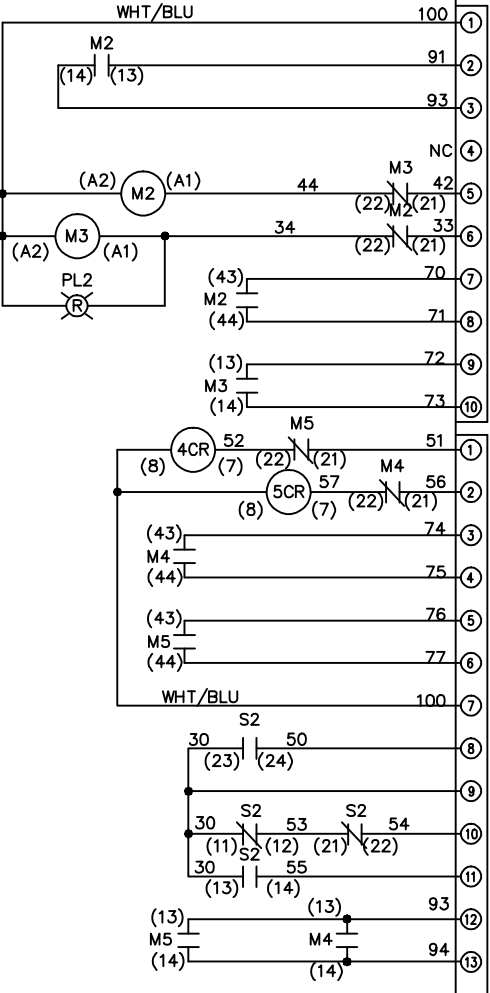 WHT/BLU 100 1
M2 91 2
(14) (13)
93 3
NC 4
(A2) M2 (A1) 44 M3 42 5
(22) (21)
(A2) M3 (A1) 34 M2 33 6
(22) (21)
PL2
R
(43) 70 7
M2
(44) 71 8
(13) 72 9
M3
(14) 73 10
4CR 52 M5 51 1
(8) (7) (22) (21)
5CR 57 M4 56 2
(8) (7) (22) (21)
(43) 74 3
M4
(44) 75 4
(43) 76 5
M5
(44) 77 6
WHT/BLU 100 7
S2
30 50 8
(23) (24)
9
S2 S2
30 53 54 10
(11) (12) (21) (22)
S2
30 55 11
(13) (14)
(13) (13) 93 12
M5 M4
(14) (14) 94 13